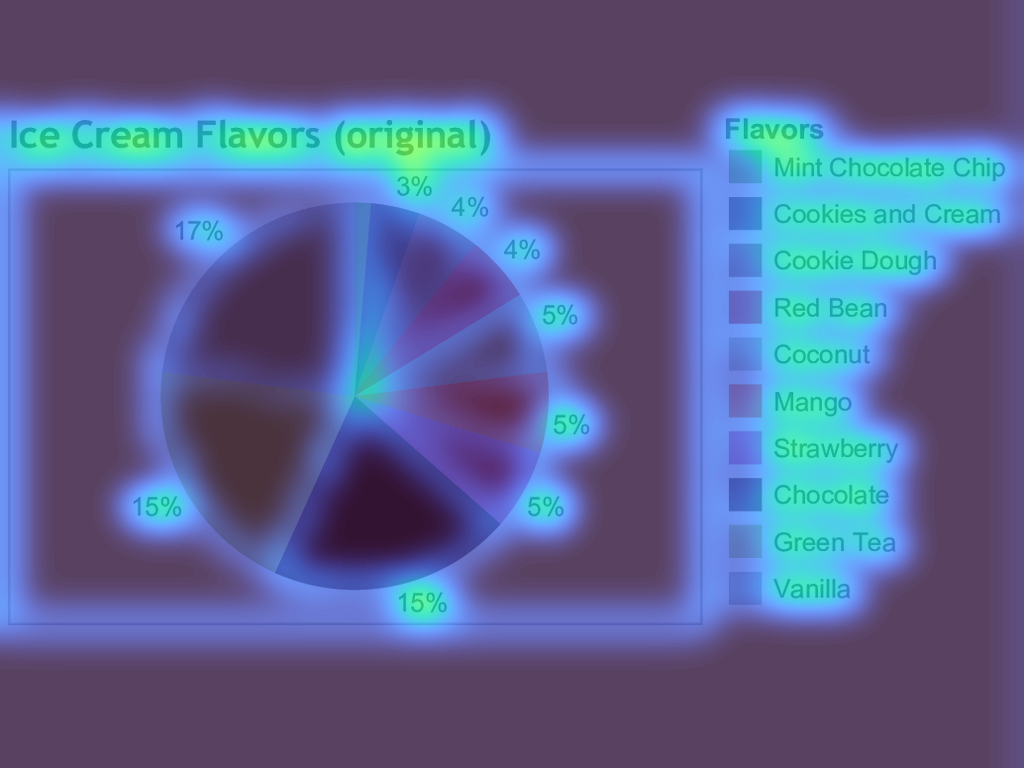 Ice Cream Flavors (original)
3%
4%
4%
5%
5%
5%
15%
15%
17%
Flavors
Mint Chocolate Chip
Cookies and Cream
Cookie Dough
Red Bean
Coconut
Mango
Strawberry
Chocolate
Green Tea
Vanilla